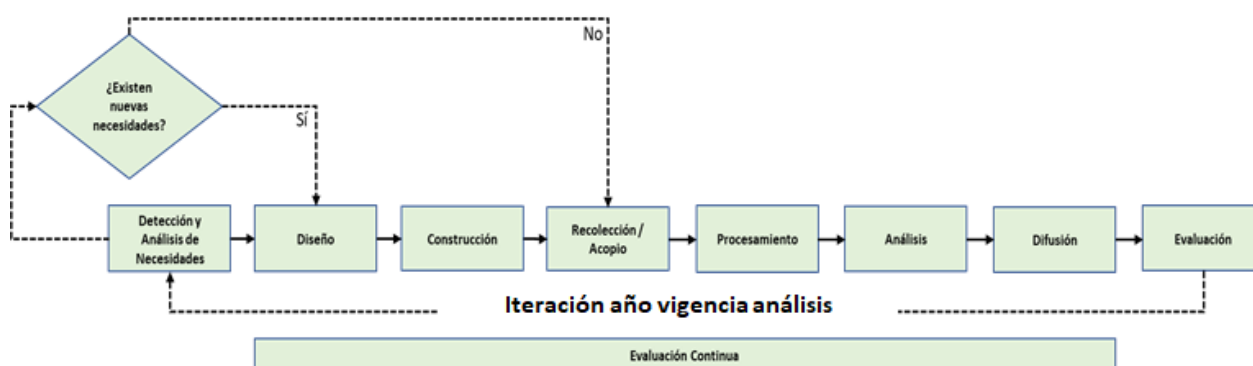 No
¿Existen
nuevas
necesidades?
Sí
Detección y
Análisis de
Necesidades
Diseño
Construcción
Recolección /
Acopio
Procesamiento
Análisis
Difusión
Evaluación
Iteración año vigencia análisis
Evaluación Continua